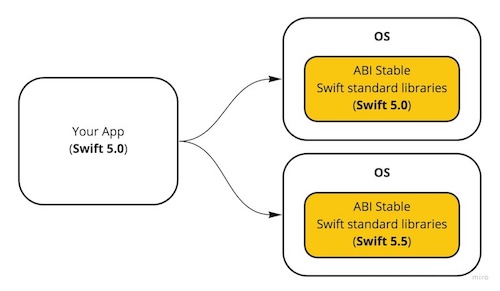 Your App
(Swift 5.0)
OS
ABI Stable
Swift standard libraries
(Swift 5.0)
OS
ABI Stable
Swift standard libraries
(Swift 5.5)
miro